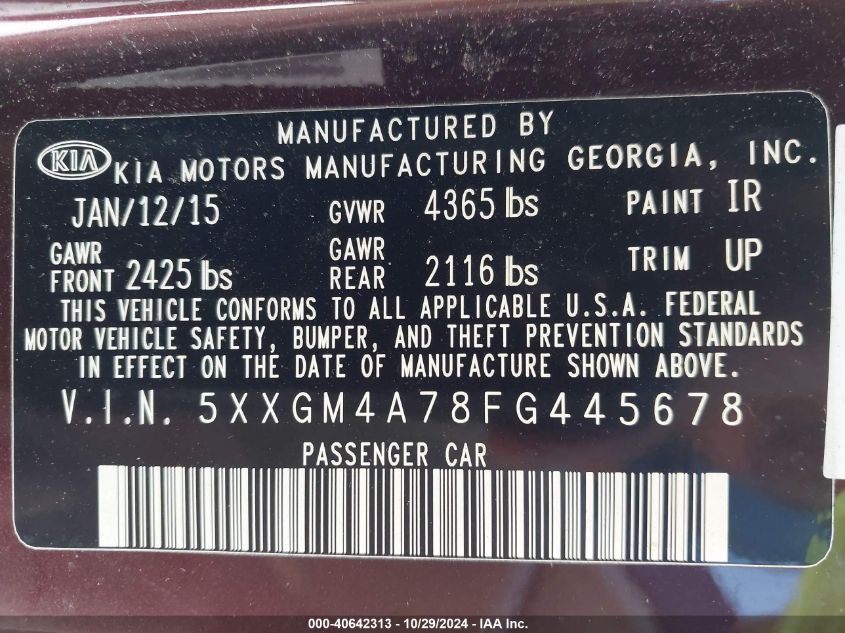 MANUFACTURED BY
KIA KIA MOTORS MANUFACTURING GEORGIA, INC.
JAN/12/15 GVWR 4365 lbs PAINT IR
GAWR FRONT 2425 lbs GAWR REAR 2116 lbs TRIM UP
THIS VEHICLE CONFORMS TO ALL APPLICABLE U.S.A. FEDERAL
MOTOR VEHICLE SAFETY, BUMPER, AND THEFT PREVENTION STANDARDS
IN EFFECT ON THE DATE OF MANUFACTURE SHOWN ABOVE.
V.I.N. 5XXGM4A78FG445678
PASSENGER CAR
000-40642313 - 10/29/2024 - IAA Inc.